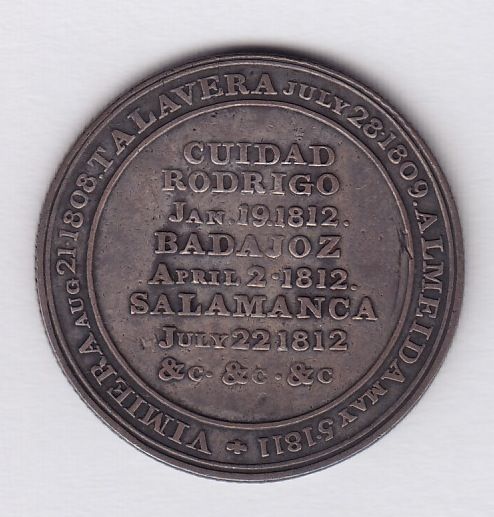 VIMIERA AUG 21·1808. TALAVERA JULY 28·1809. ALMEIDA MAY 5·1811 +
CUIDAD
RODRIGO
JAN. 19.1812.
BADAJOZ
APRIL 2·1812.
SALAMANCA
JULY 22 1812
&c· &c· &c